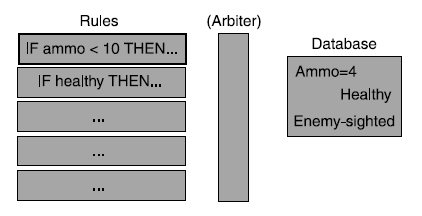 Rules
(Arbiter)
IF ammo < 10 THEN...
IF healthy THEN...
...
...
...
Database
Ammo=4
Healthy
Enemy-sighted